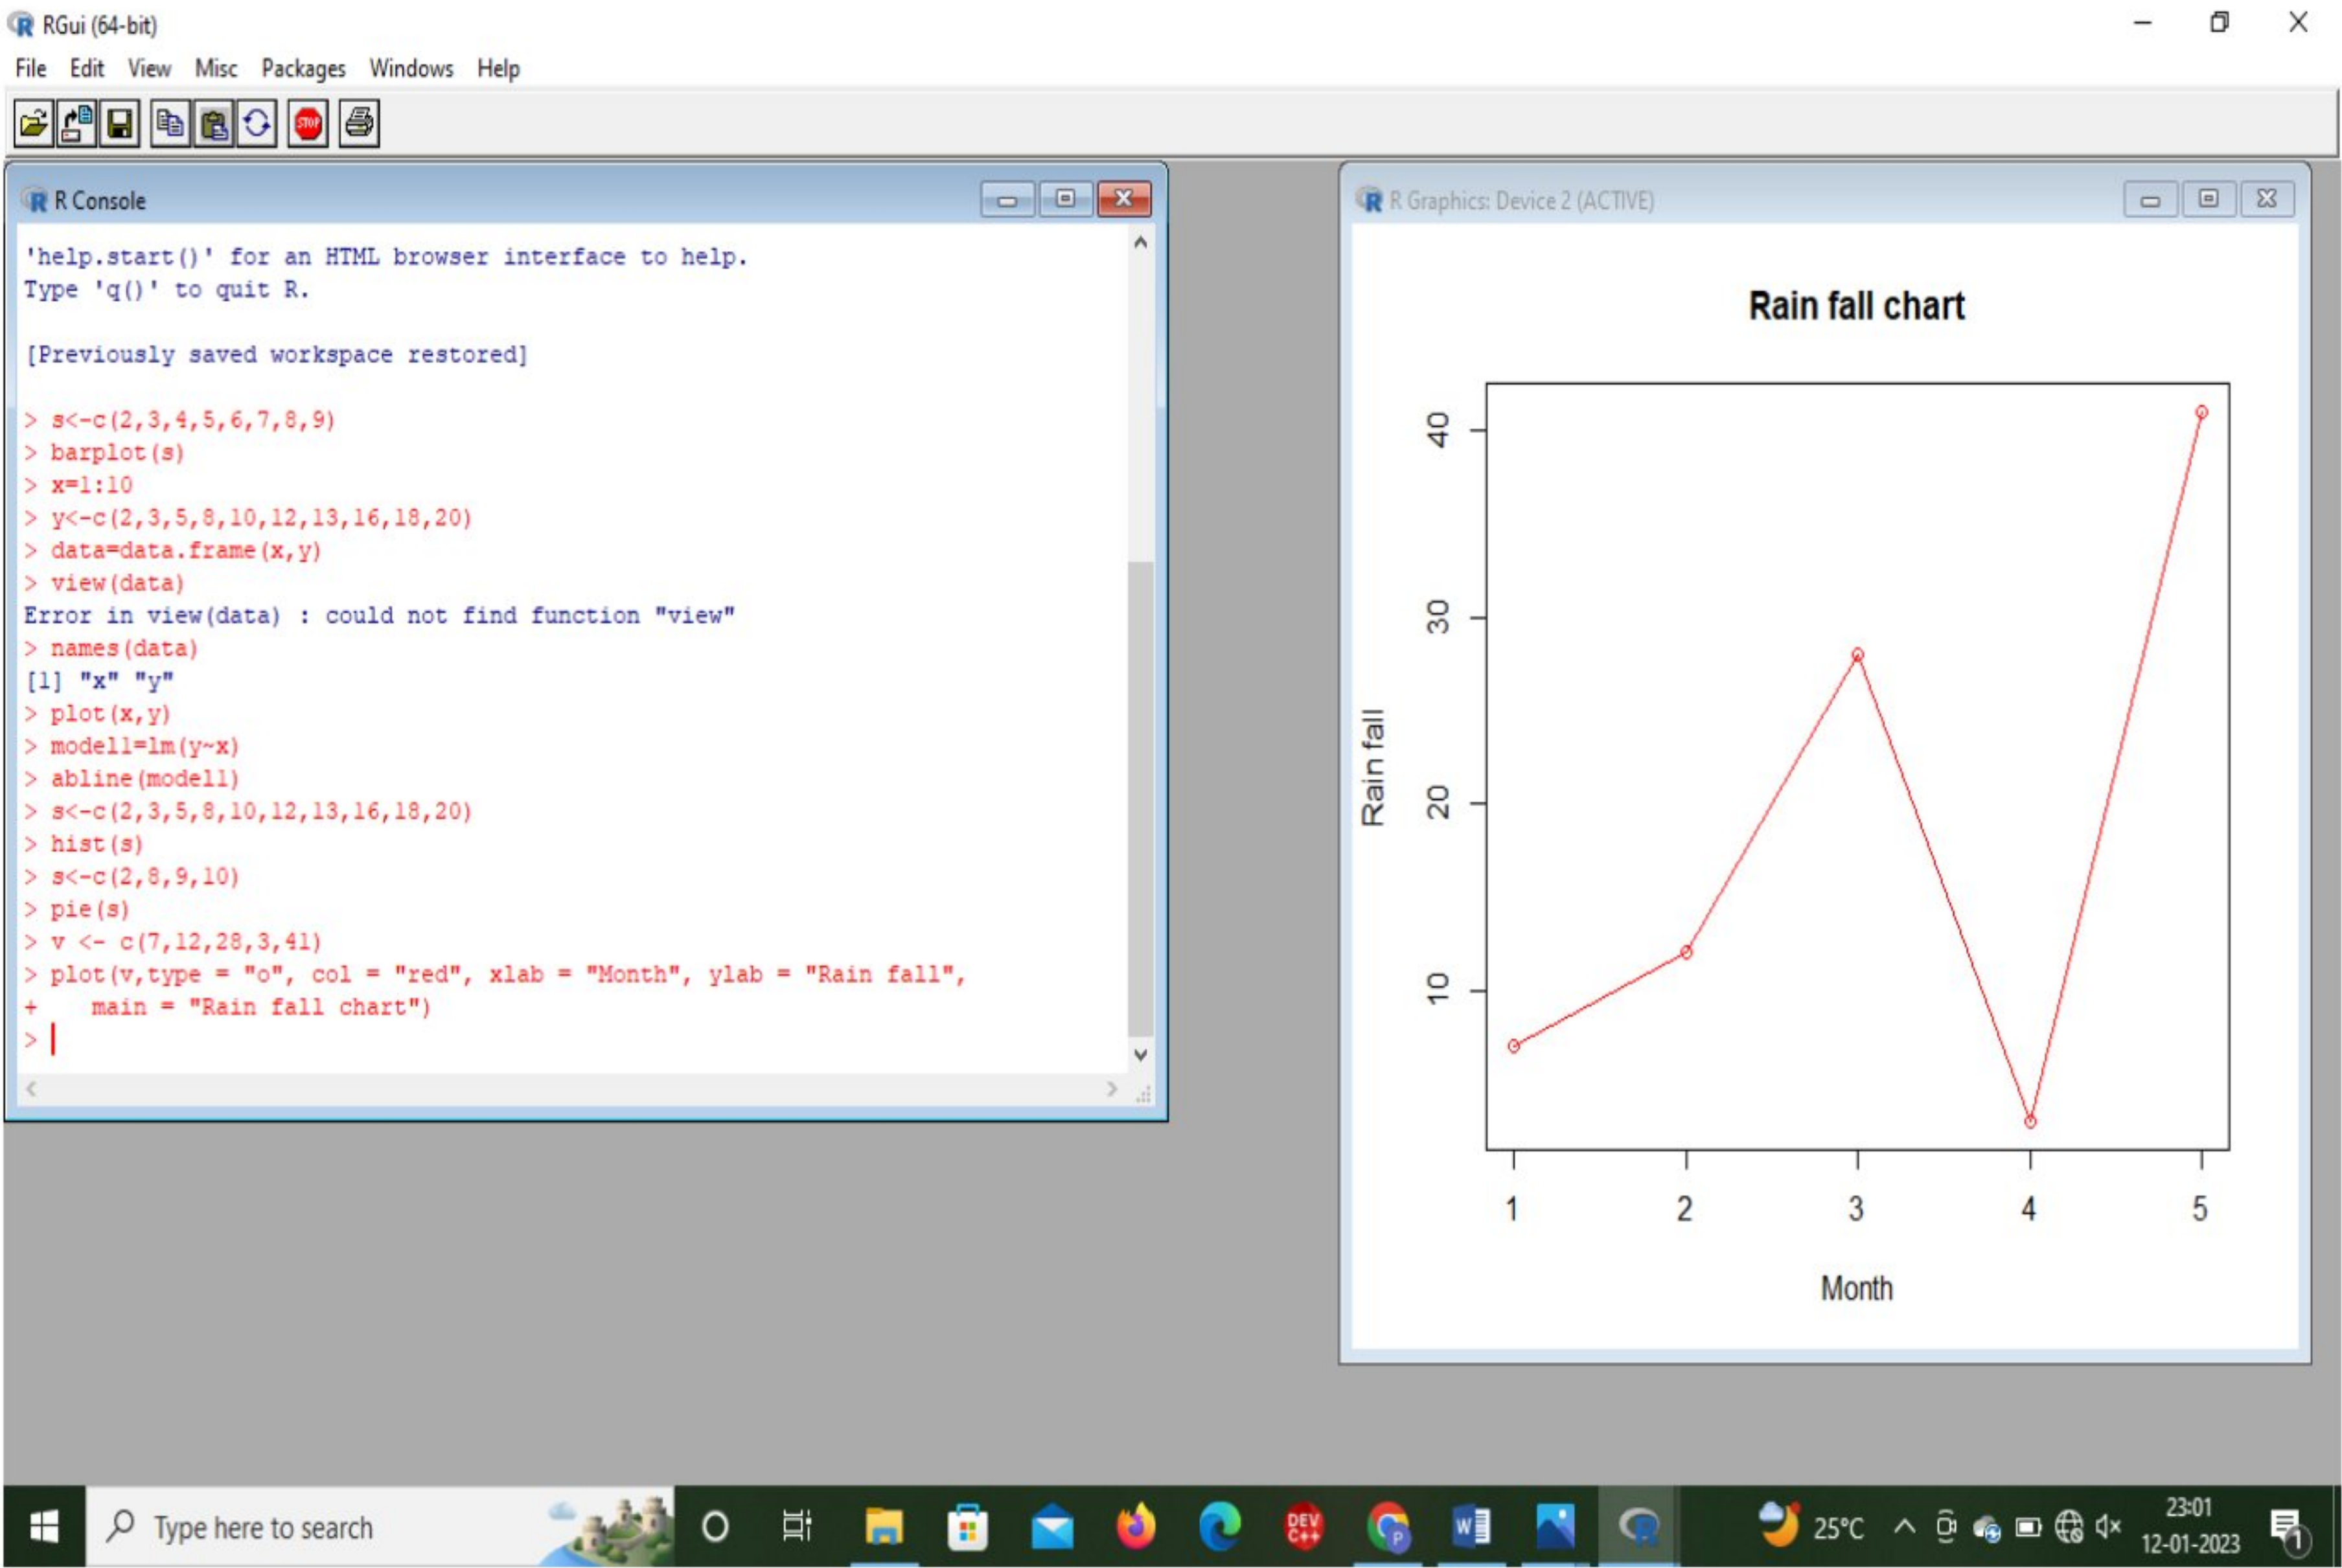 RGui (64-bit)
File Edit View Misc Packages Windows Help
STOP
R Console
'help.start()' for an HTML browser interface to help.
Type 'q()' to quit R.
[Previously saved workspace restored]
> s<-c(2,3,4,5,6,7,8,9)
> barplot(s)
> x=1:10
> y<-c(2,3,5,8,10,12,13,16,18,20)
> data=data.frame(x,y)
> view(data)
Error in view(data) : could not find function "view"
> names(data)
[1] "x" "y"
> plot(x,y)
> model1=lm(y~x)
> abline(model1)
> s<-c(2,3,5,8,10,12,13,16,18,20)
> hist(s)
> s<-c(2,8,9,10)
> pie(s)
> v <- c(7,12,28,3,41)
> plot(v,type = "o", col = "red", xlab = "Month", ylab = "Rain fall",
+    main = "Rain fall chart")
>
R Graphics: Device 2 (ACTIVE)
Rain fall chart
Rain fall
40
30
20
10
1 2 3 4 5
Month
Type here to search
DEV C++
P
W
25°C
23:01
12-01-2023
1